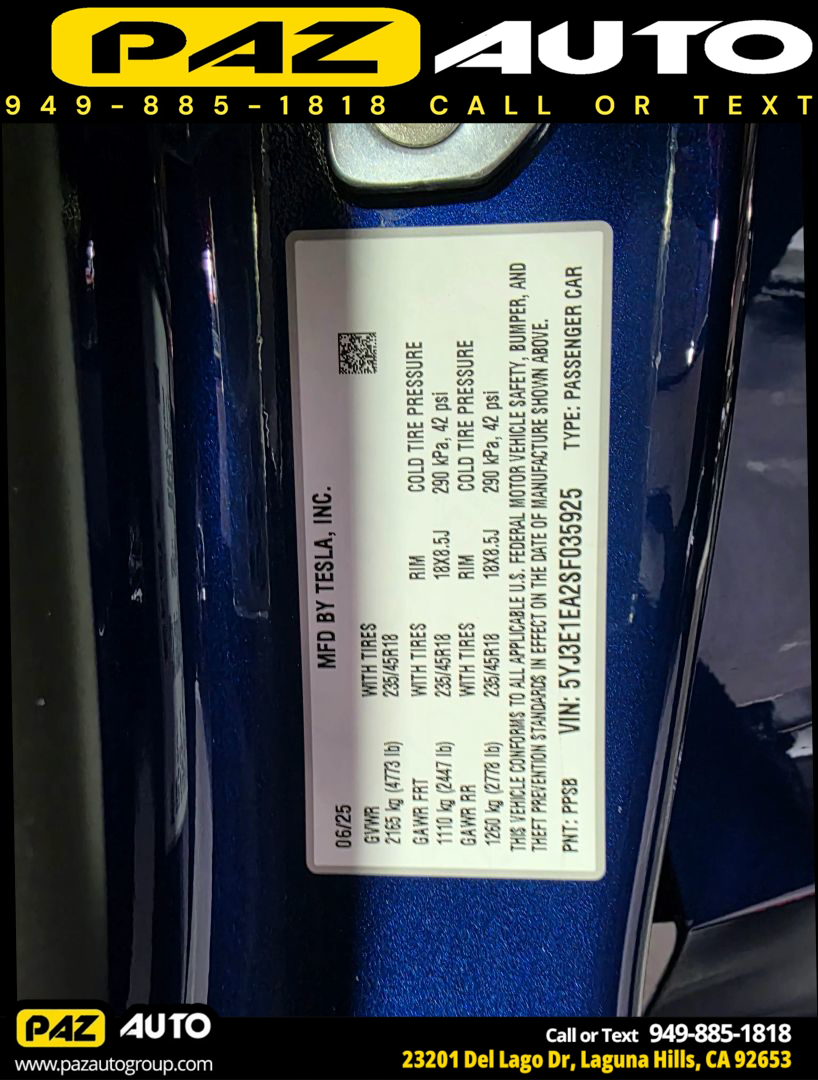 PAZ AUTO
949-885-1818 CALL OR TEXT
MFD BY TESLA, INC.
06/25
GVWR WITH TIRES
2165 kg (4773 lb) 235/45R18
GAWR FRT WITH TIRES RIM COLD TIRE PRESSURE
1110 kg (2447 lb) 235/45R18 18X8.5J 290 kPa, 42 psi
GAWR RR WITH TIRES RIM COLD TIRE PRESSURE
1260 kg (2778 lb) 235/45R18 18X8.5J 290 kPa, 42 psi
THIS VEHICLE CONFORMS TO ALL APPLICABLE U.S. FEDERAL MOTOR VEHICLE SAFETY, BUMPER, AND
THEFT PREVENTION STANDARDS IN EFFECT ON THE DATE OF MANUFACTURE SHOWN ABOVE.
PNT: PPSB VIN: 5YJ3E1EA2SF035925 TYPE: PASSENGER CAR
PAZ AUTO
www.pazautogroup.com
Call or Text 949-885-1818
23201 Del Lago Dr, Laguna Hills, CA 92653